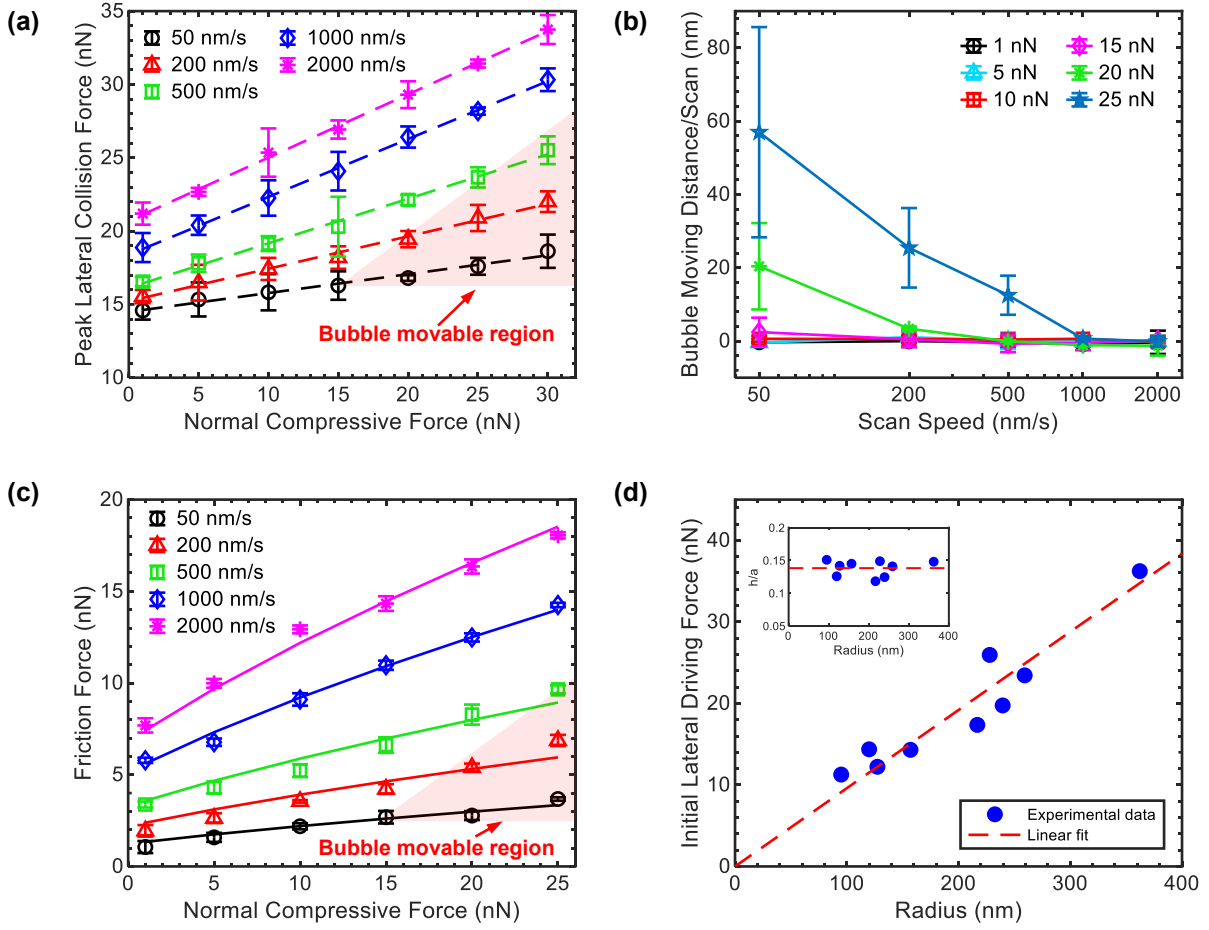 (a)
Peak Lateral Collision Force (nN)
35
30
25
20
15
10
50 nm/s
200 nm/s
500 nm/s
1000 nm/s
2000 nm/s
Bubble movable region
0 5 10 15 20 25 30
Normal Compressive Force (nN)
(b)
Bubble Moving Distance/Scan (nm)
80
60
40
20
0
1 nN
5 nN
10 nN
15 nN
20 nN
25 nN
50 200 500 1000 2000
Scan Speed (nm/s)
(c)
Friction Force (nN)
20
15
10
5
0
50 nm/s
200 nm/s
500 nm/s
1000 nm/s
2000 nm/s
Bubble movable region
0 5 10 15 20 25
Normal Compressive Force (nN)
(d)
Initial Lateral Driving Force (nN)
40
30
20
10
0
h/a
0.2
0.15
0.1
0.05
0 100 200 300 400
Radius (nm)
Experimental data
Linear fit
0 100 200 300 400
Radius (nm)